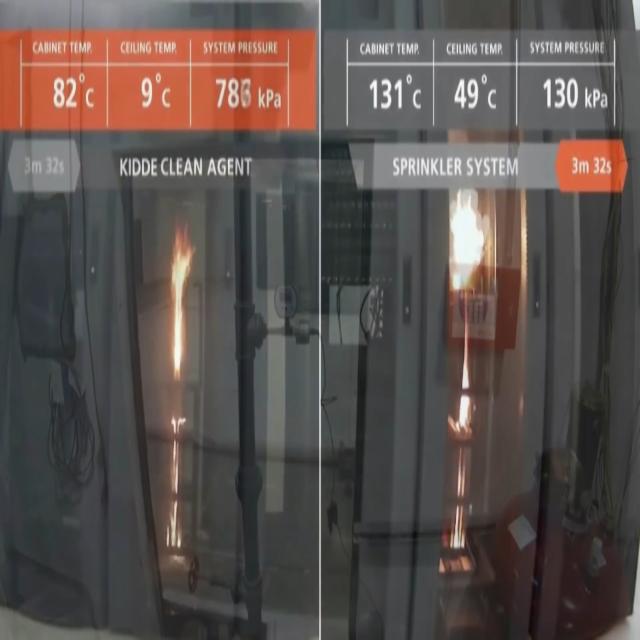 CABINET TEMP. CEILING TEMP. SYSTEM PRESSURE
82°C 9°C 786 kPa
3m 32s KIDDE CLEAN AGENT
CABINET TEMP. CEILING TEMP. SYSTEM PRESSURE
131°C 49°C 130 kPa
SPRINKLER SYSTEM 3m 32s